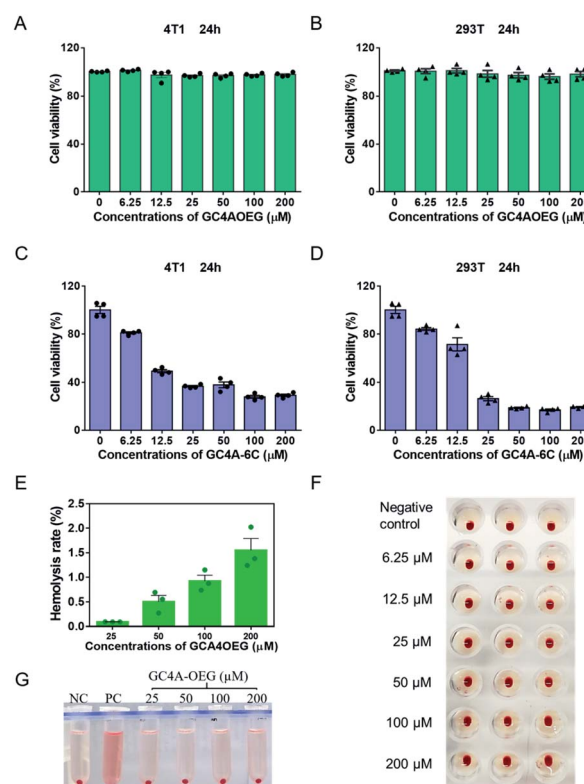 A
4T1 24h
Cell viability (%)
120
80
40
0
0 6.25 12.5 25 50 100 200
Concentrations of GC4AOEG (μM)
B
293T 24h
Cell viability (%)
120
80
40
0
0 6.25 12.5 25 50 100 20
Concentrations of GC4AOEG (μM)
C
4T1 24h
Cell viability (%)
120
80
40
0
0 6.25 12.5 25 50 100 200
Concentrations of GC4A-6C (μM)
D
293T 24h
Cell viability (%)
120
80
40
0
0 6.25 12.5 25 50 100 20
Concentrations of GC4A-6C (μM)
E
Hemolysis rate (%)
2.5
2.0
1.5
1.0
0.5
0.0
25 50 100 200
Concentrations of GCA4OEG (μM)
F
Negative
control
6.25 μM
12.5 μM
25 μM
50 μM
100 μM
200 μM
G
GC4A-OEG (μM)
NC PC 25 50 100 200